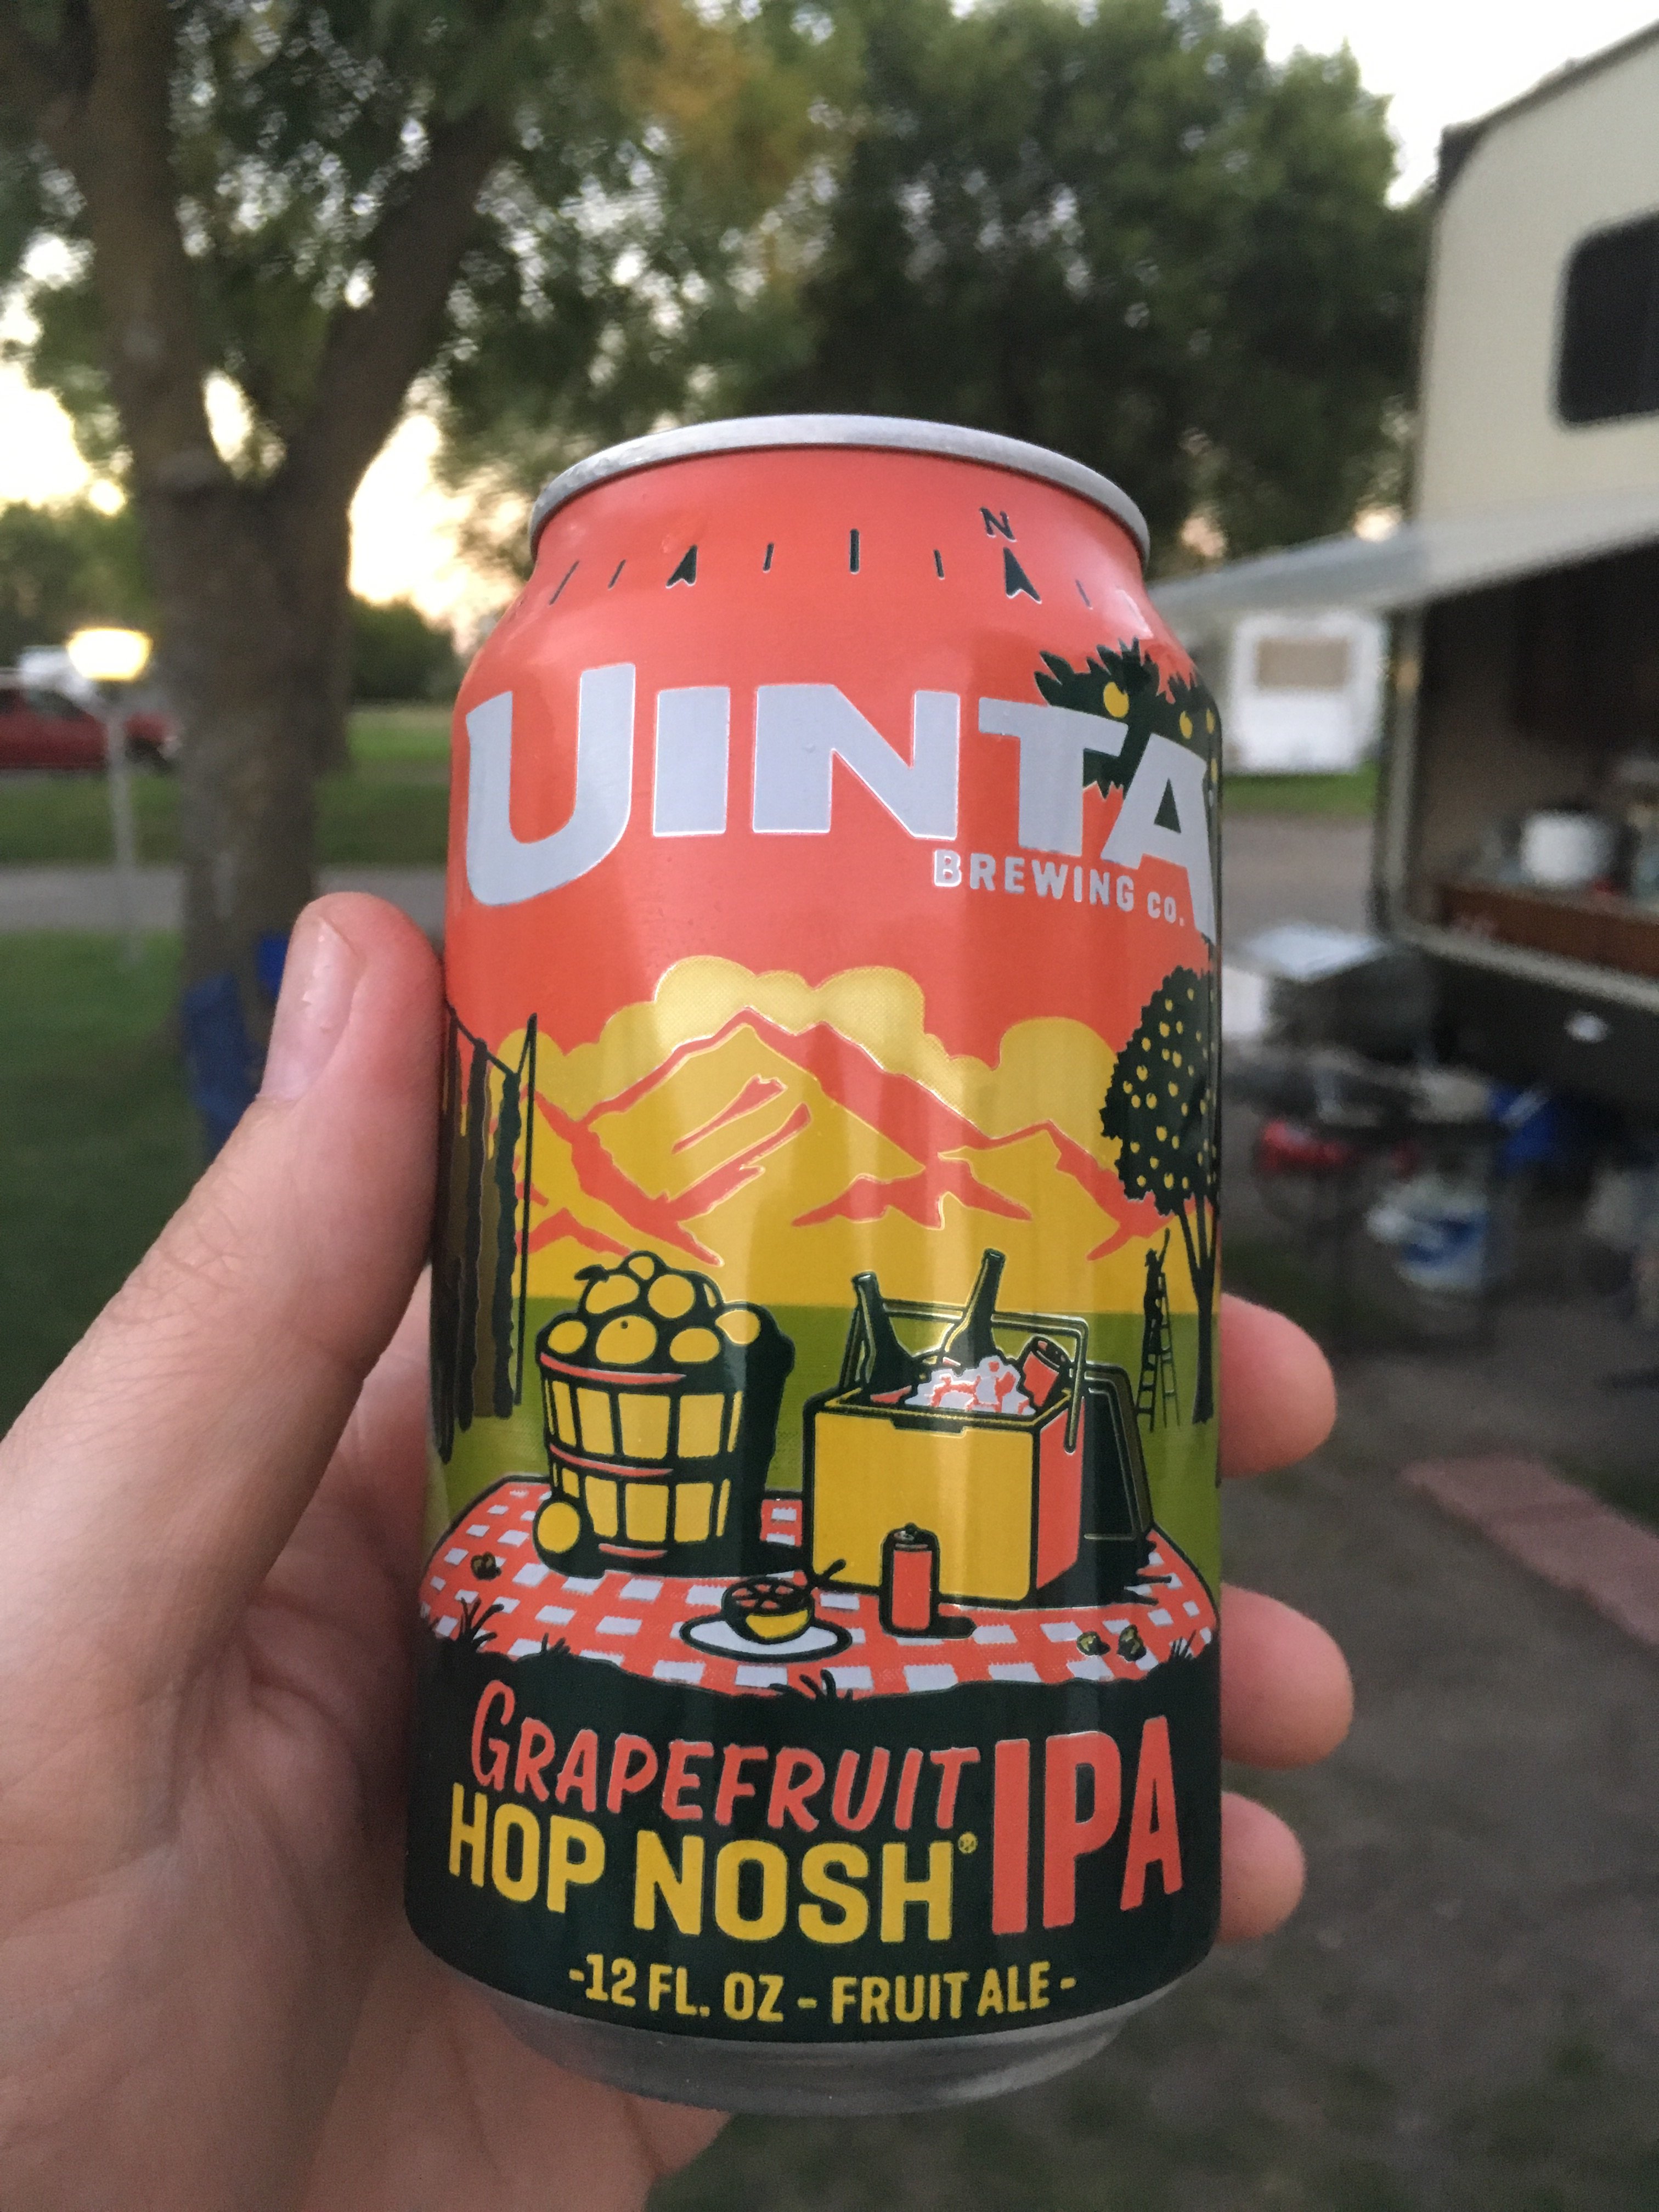 N
UINTA
BREWING CO.
GRAPEFRUIT
HOP NOSH® IPA
-12 FL. OZ - FRUIT ALE -